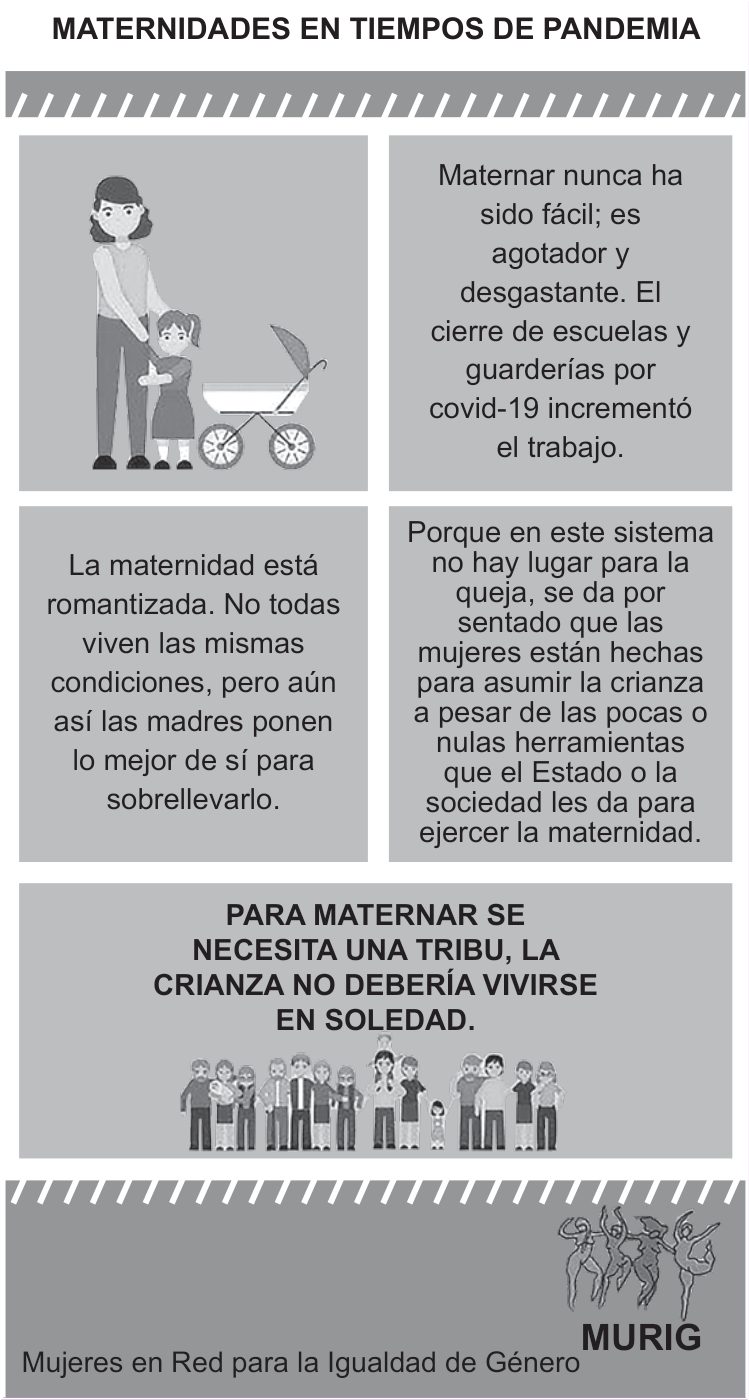 MATERNIDADES EN TIEMPOS DE PANDEMIA
Maternar nunca ha
sido fácil; es
agotador y
desgastante. El
cierre de escuelas y
guarderías por
covid-19 incrementó
el trabajo.
La maternidad está
romantizada. No todas
viven las mismas
condiciones, pero aún
así las madres ponen
lo mejor de sí para
sobrellevarlo.
Porque en este sistema
no hay lugar para la
queja, se da por
sentado que las
mujeres están hechas
para asumir la crianza
a pesar de las pocas o
nulas herramientas
que el Estado o la
sociedad les da para
ejercer la maternidad.
PARA MATERNAR SE
NECESITA UNA TRIBU, LA
CRIANZA NO DEBERÍA VIVIRSE
EN SOLEDAD.
MURIG
Mujeres en Red para la Igualdad de Género